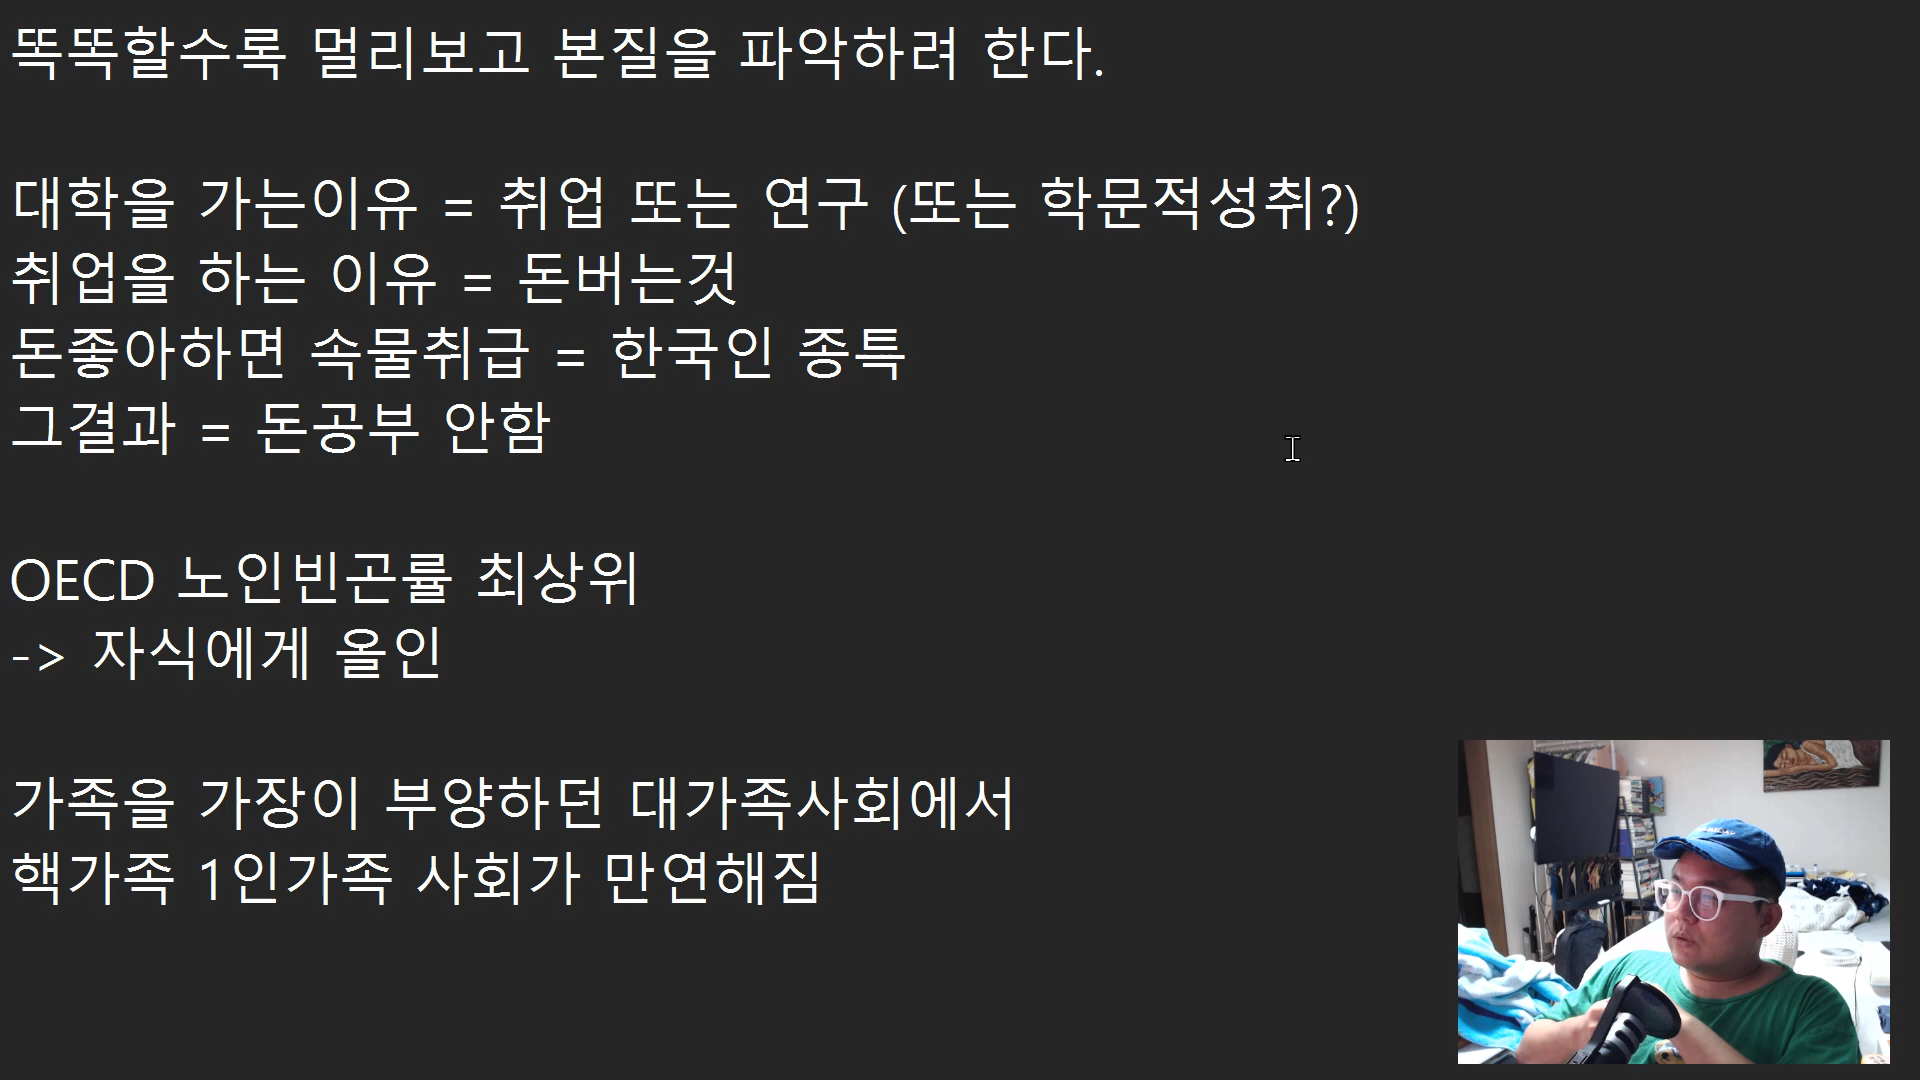 똑똑할수록 멀리보고 본질을 파악하려 한다.
대학을 가는이유 = 취업 또는 연구 (또는 학문적성취?)
취업을 하는 이유 = 돈버는것
돈좋아하면 속물취급 = 한국인 종특
그결과 = 돈공부 안함
OECD 노인빈곤률 최상위
-> 자식에게 올인
가족을 가장이 부양하던 대가족사회에서
핵가족 1인가족 사회가 만연해짐